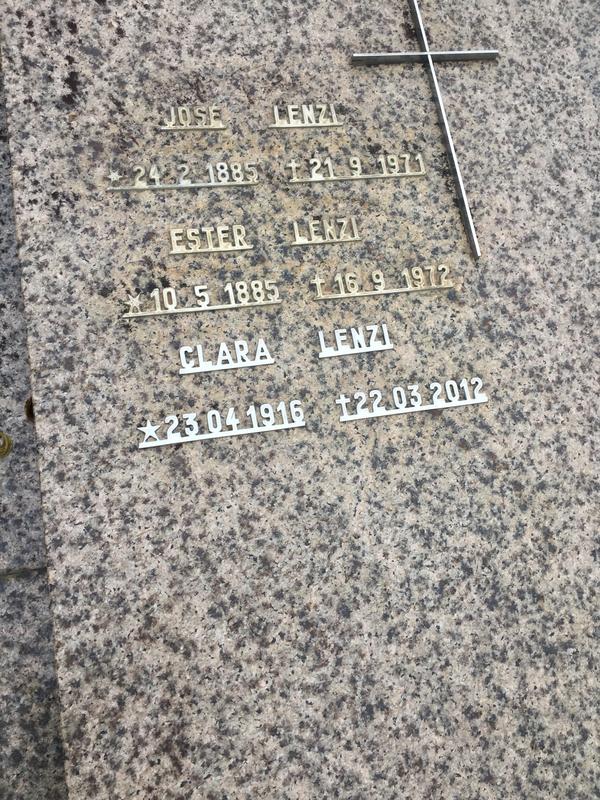 JOSÉ LENZI
★ 24 2 1885 ✝ 21 9 1971
ESTER LENZI
★ 10 5 1885 ✝ 16 9 1972
CLARA LENZI
★ 23 04 1916 ✝ 22 03 2012